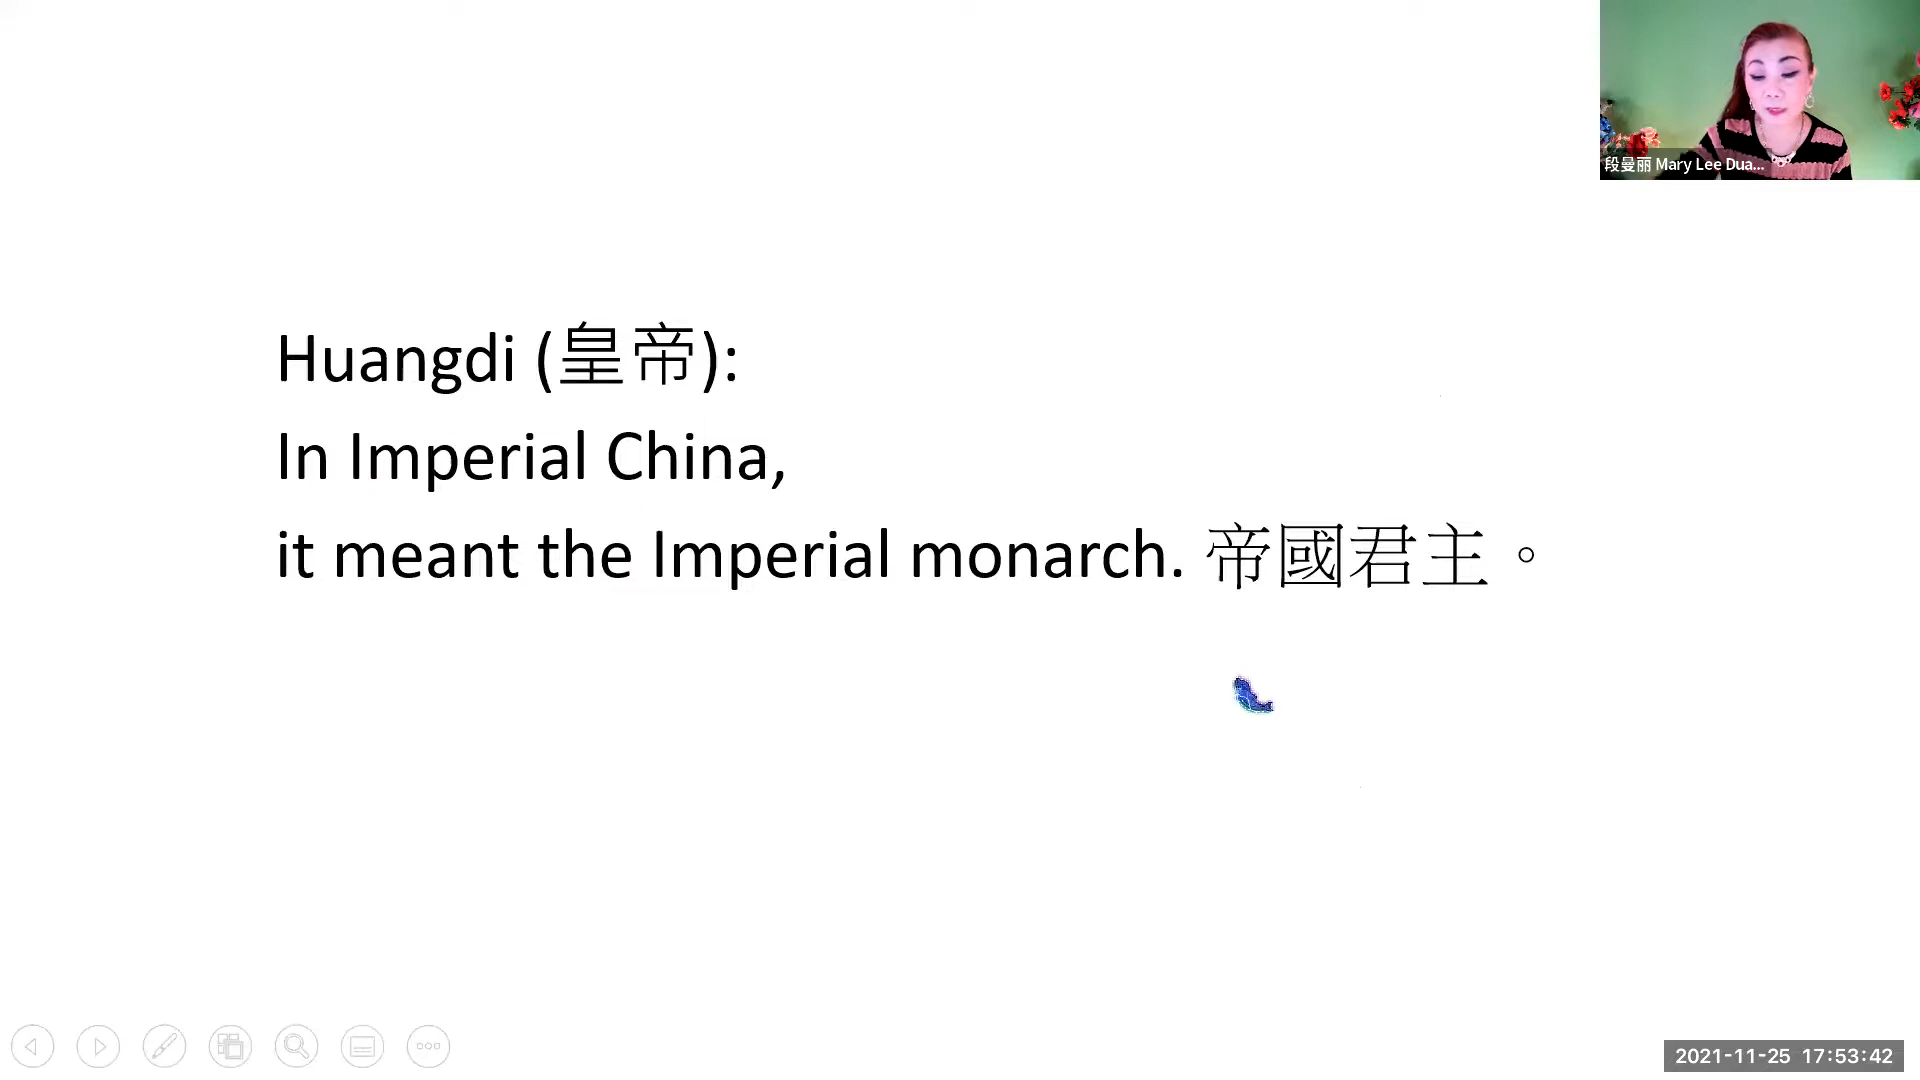 段曼丽 Mary Lee Dua...
Huangdi (皇帝):
In Imperial China,
it meant the Imperial monarch. 帝國君主。
2021-11-25 17:53:42